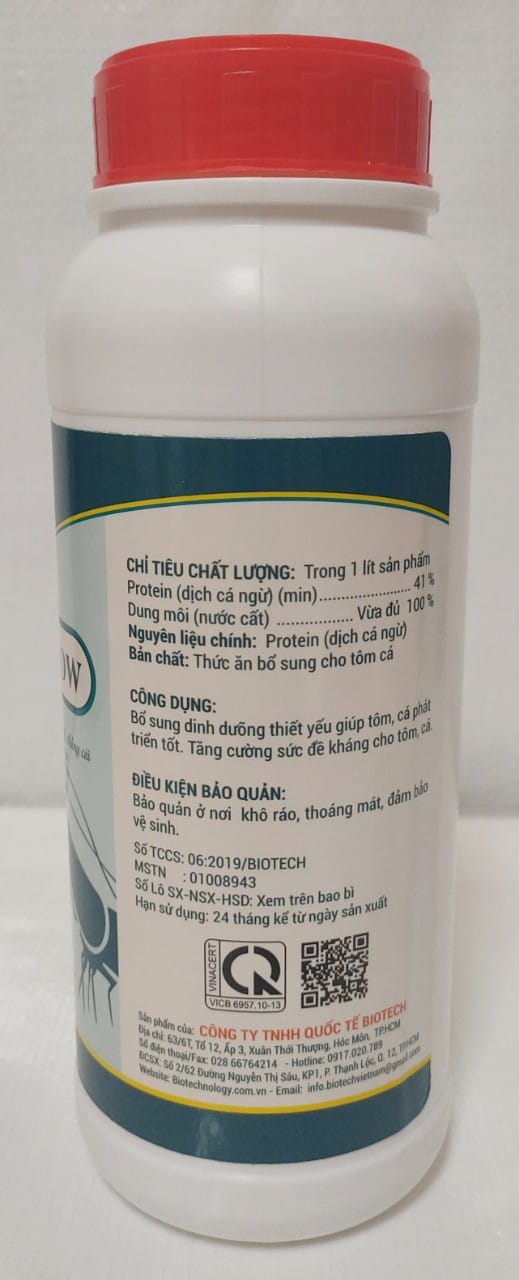 CHỈ TIÊU CHẤT LƯỢNG: Trong 1 lít sản phẩm
Protein (dịch cá ngừ) (min)....................... 41%
Dung môi (nước cất) .................. Vừa đủ 100%
Nguyên liệu chính: Protein (dịch cá ngừ)
Bản chất: Thức ăn bổ sung cho tôm cá
OW
CÔNG DỤNG:
Bổ sung dinh dưỡng thiết yếu giúp tôm, cá phát
triển tốt. Tăng cường sức đề kháng cho tôm, cá.
ĐIỀU KIỆN BẢO QUẢN:
Bảo quản ở nơi khô ráo, thoáng mát, đảm bảo
vệ sinh.
Số TCCS: 06:2019/BIOTECH
MSTN : 01008943
Số Lô SX-NSX-HSD: Xem trên bao bì
Hạn sử dụng: 24 tháng kể từ ngày sản xuất
VINACERT
VICB 6957.10-13
Sản phẩm của: CÔNG TY TNHH QUỐC TẾ BIOTECH
Địa chỉ: 63/6T, Tổ 12, Ấp 3, Xuân Thới Thượng, Hóc Môn, TP.HCM
Số điện thoại/Fax: 028 66764214 - Hotline: 0917.020.789
ĐCSX: Số 2/62 Đường Nguyễn Thị Sáu, KP1, P. Thạnh Lộc, Q. 12, TP.HCM
Website: Biotechnology.com.vn - Email: info.biotechvietnam@gmail.com